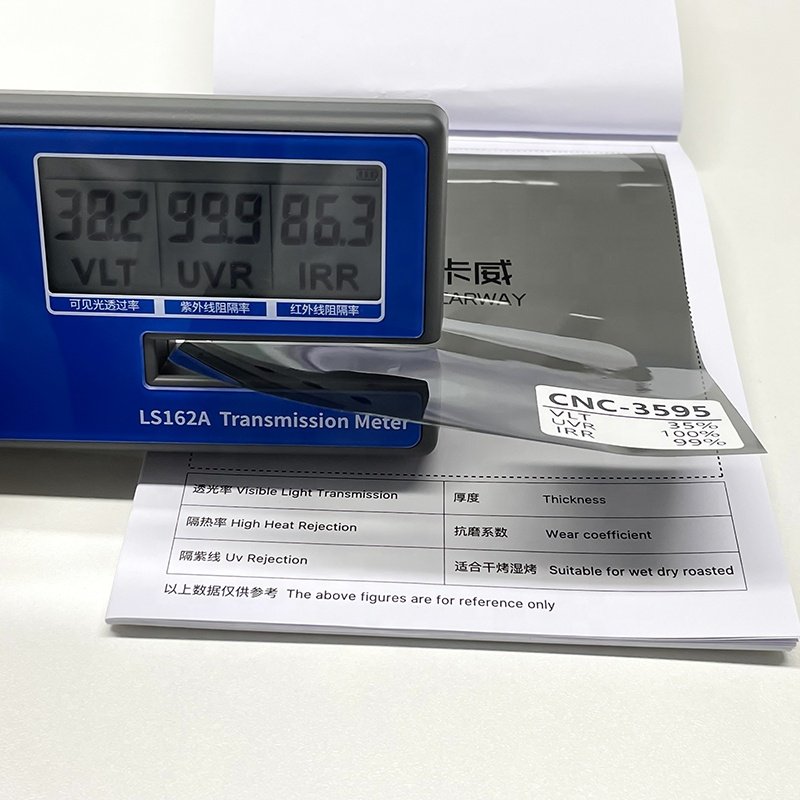 38.2 99.9 86.3
VLT UVR IRR
可见光透过率 紫外线阻隔率 红外线阻隔率
LS162A Transmission Meter
卡威
CARWAY
CNC-3595
VLT 35%
UVR 100%
IRR 99%
透光率 Visible Light Transmission 厚度 Thickness
隔热率 High Heat Rejection 抗磨系数 Wear coefficient
隔紫线 Uv Rejection 适合干烤湿烤 Suitable for wet dry roasted
以上数据仅供参考 The above figures are for reference only